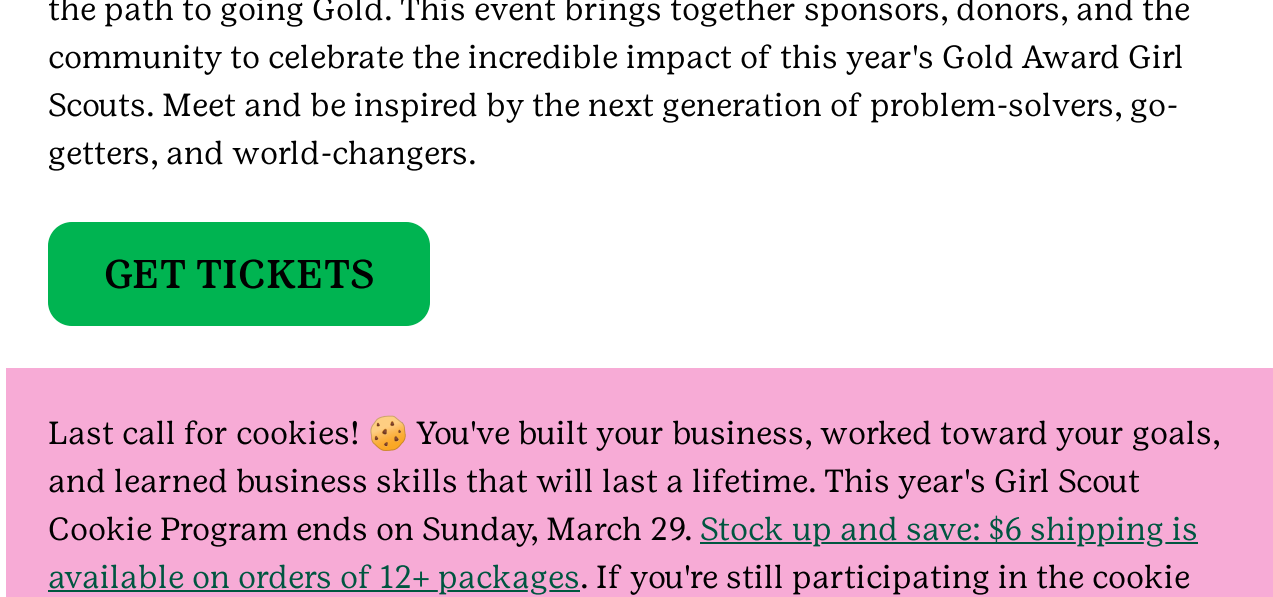 the path to going Gold. This event brings together sponsors, donors, and the
community to celebrate the incredible impact of this year's Gold Award Girl
Scouts. Meet and be inspired by the next generation of problem-solvers, go-
getters, and world-changers.
GET TICKETS
Last call for cookies! 🍪 You've built your business, worked toward your goals,
and learned business skills that will last a lifetime. This year's Girl Scout
Cookie Program ends on Sunday, March 29. Stock up and save: $6 shipping is
available on orders of 12+ packages. If you're still participating in the cookie